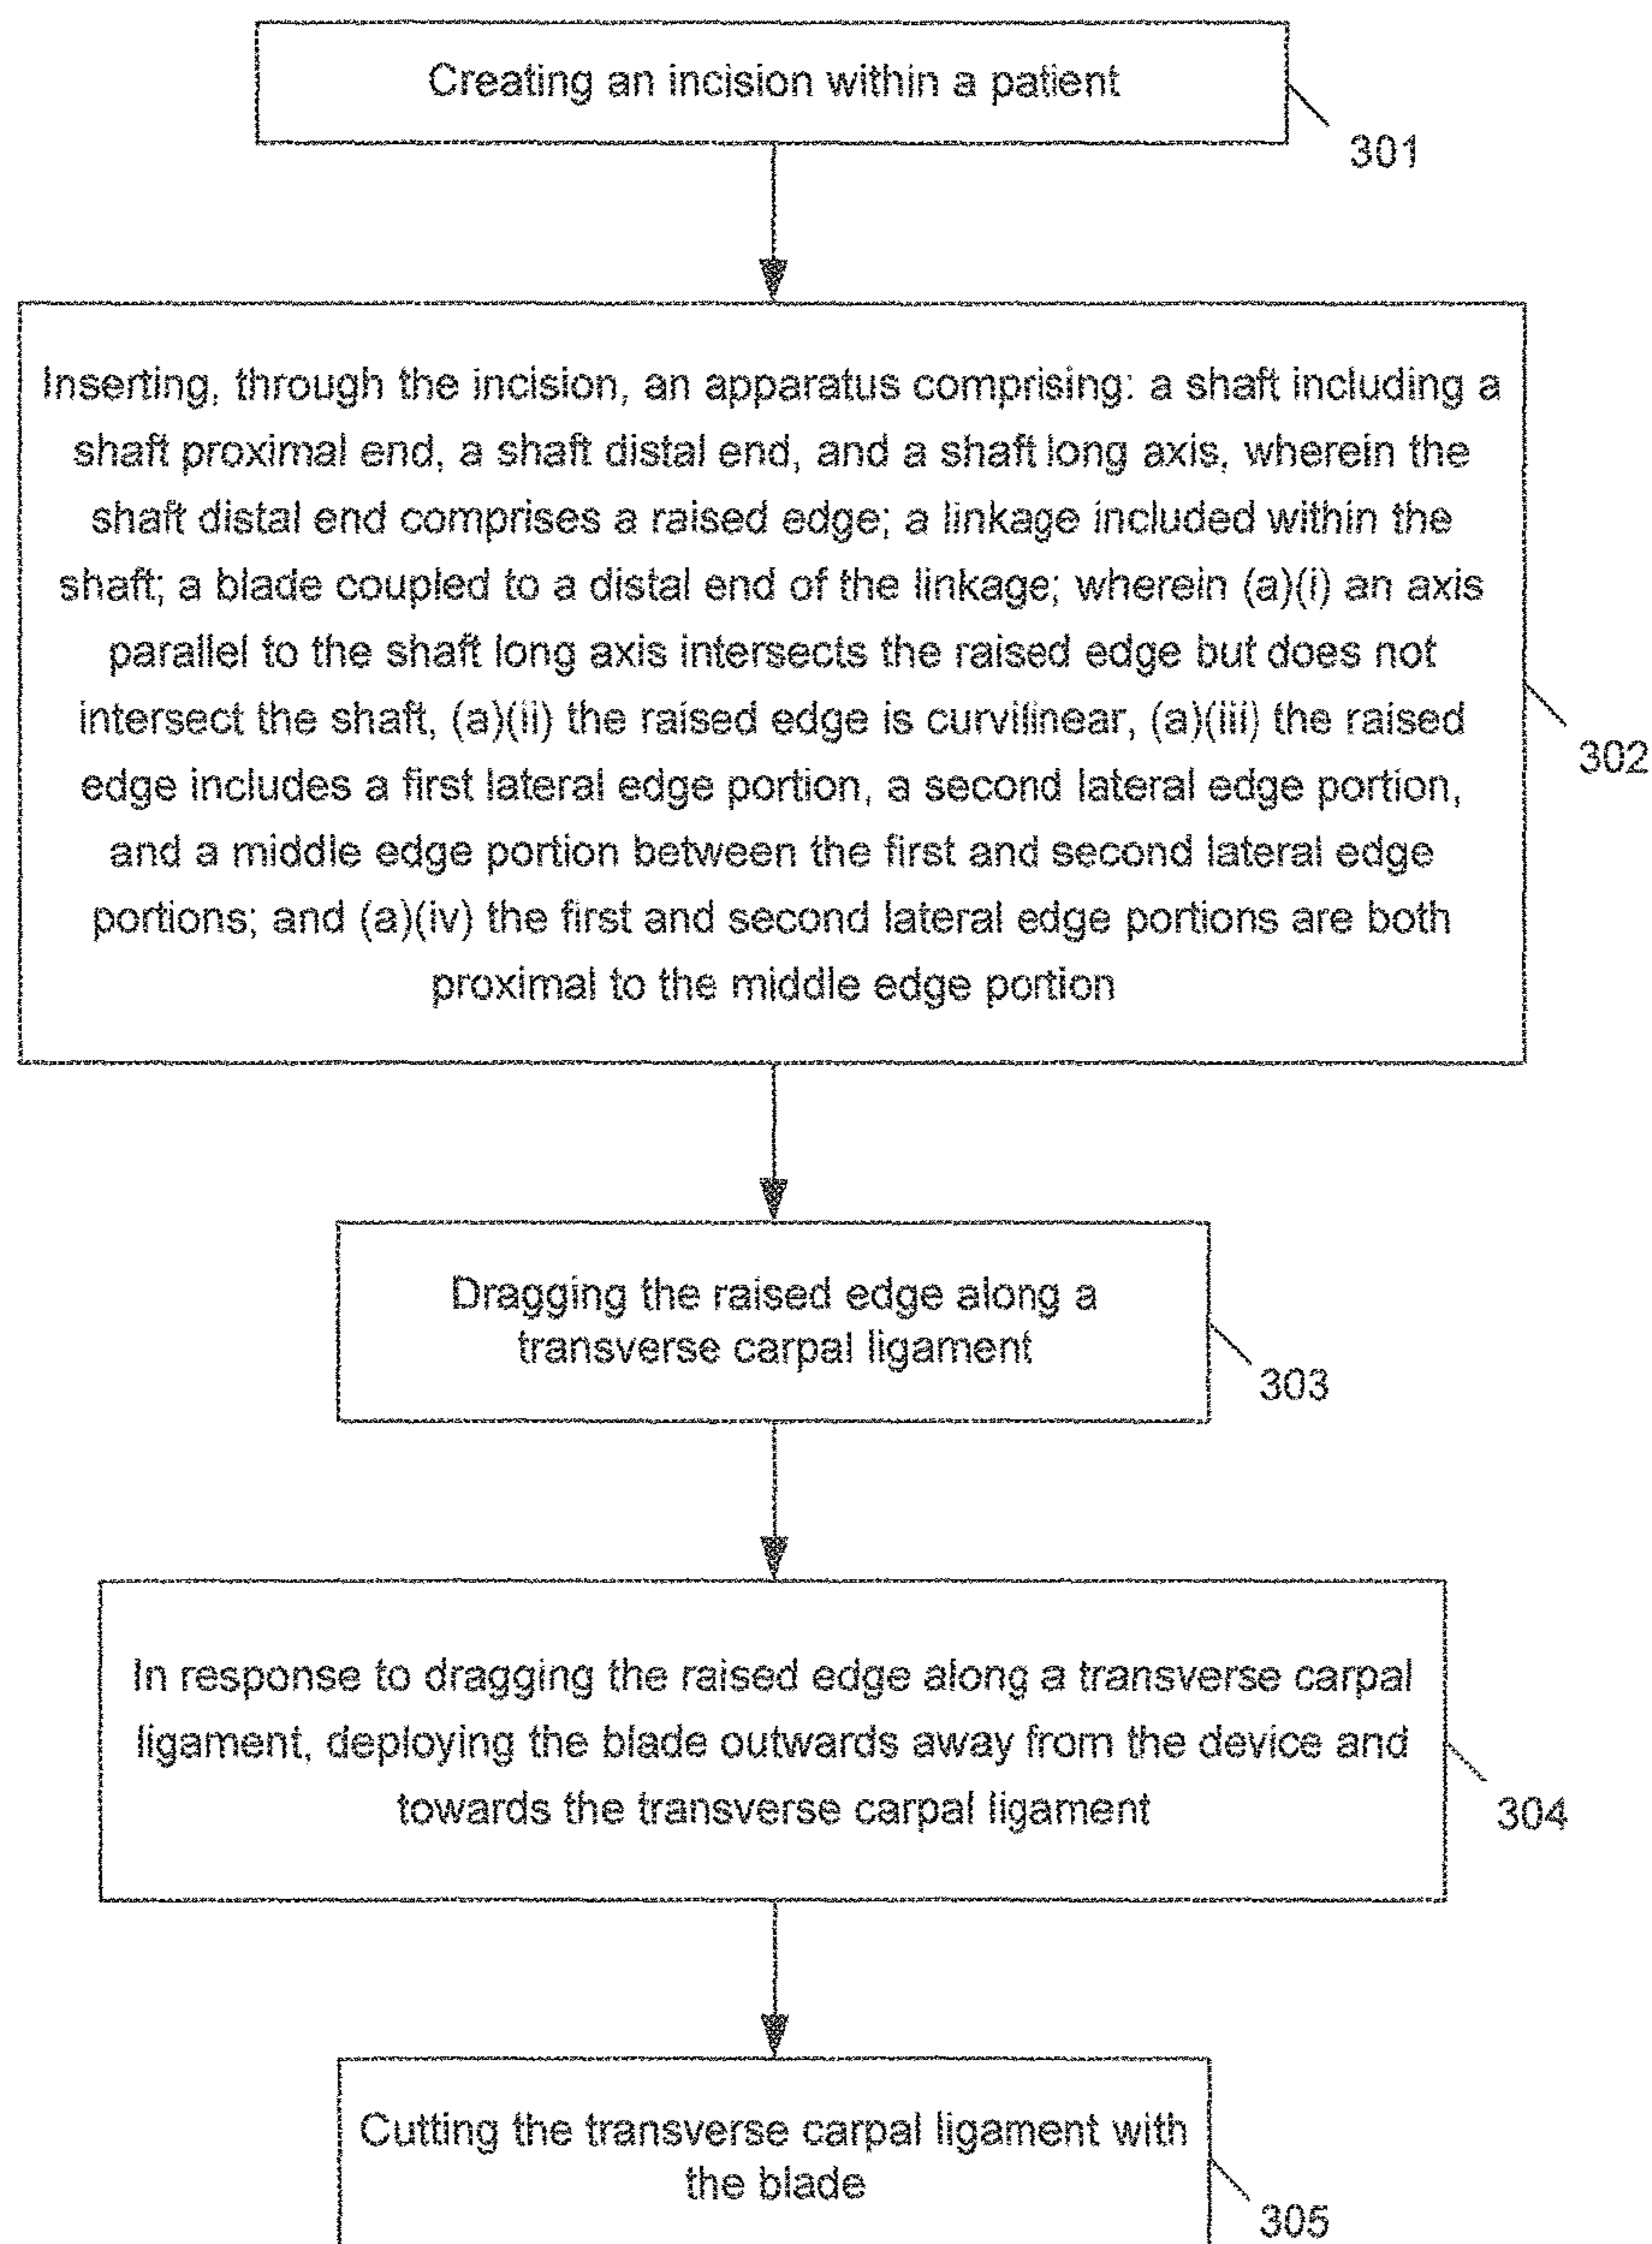 Creating an incision within a patient
301
Inserting, through the incision, an apparatus comprising: a shaft including a
shaft proximal end, a shaft distal end, and a shaft long axis, wherein the
shaft distal end comprises a raised edge; a linkage included within the
shaft; a blade coupled to a distal end of the linkage; wherein (a)(i) an axis
parallel to the shaft long axis intersects the raised edge but does not
intersect the shaft, (a)(ii) the raised edge is curvilinear, (a)(iii) the raised
edge includes a first lateral edge portion, a second lateral edge portion,
and a middle edge portion between the first and second lateral edge
portions; and (a)(iv) the first and second lateral edge portions are both
proximal to the middle edge portion
302
Dragging the raised edge along a
transverse carpal ligament
303
In response to dragging the raised edge along a transverse carpal
ligament, deploying the blade outwards away from the device and
towards the transverse carpal ligament
304
Cutting the transverse carpal ligament with
the blade
305